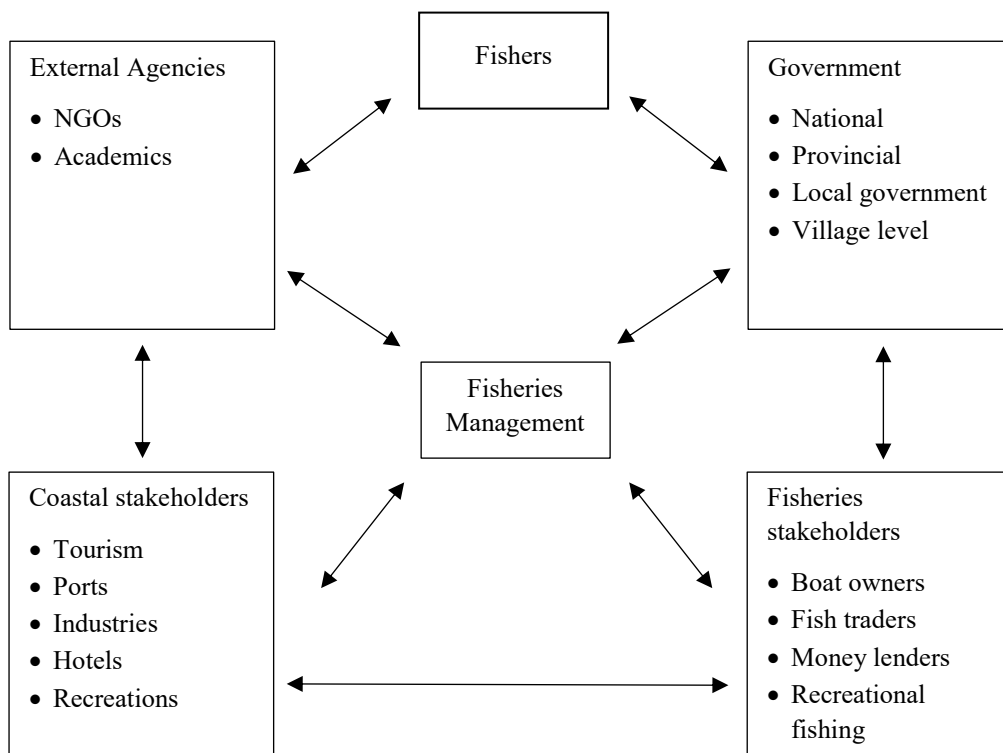 Fishers
External Agencies
• NGOs
• Academics
Government
• National
• Provincial
• Local government
• Village level
Fisheries
Management
Coastal stakeholders
• Tourism
• Ports
• Industries
• Hotels
• Recreations
Fisheries
stakeholders
• Boat owners
• Fish traders
• Money lenders
• Recreational
fishing